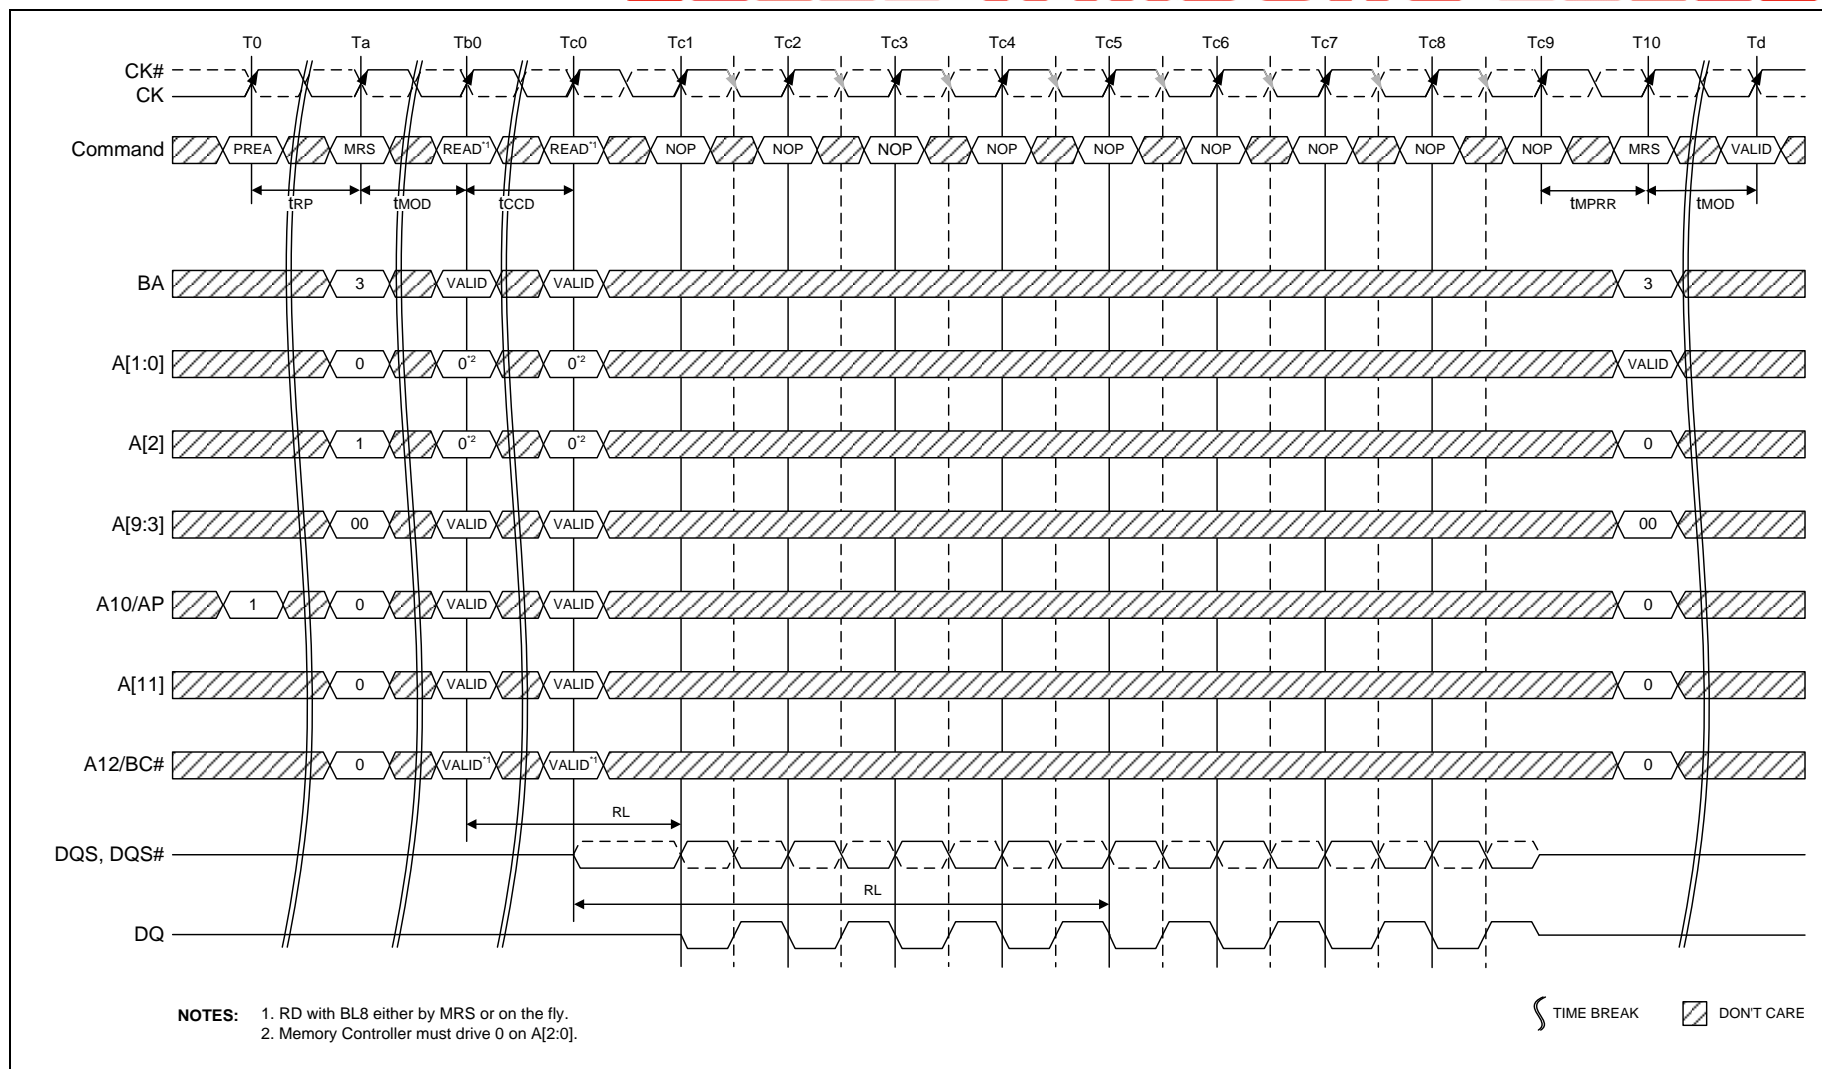 T0 Ta Tb0 Tc0 Tc1 Tc2 Tc3 Tc4 Tc5 Tc6 Tc7 Tc8 Tc9 T10 Td
CK#
CK
Command PREA MRS READ*1 READ*1 NOP NOP NOP NOP NOP NOP NOP NOP NOP MRS VALID
tRP tMOD tCCD tMPRR tMOD
BA 3 VALID VALID 3
A[1:0] 0 0*2 0*2 VALID
A[2] 1 0*2 0*2 0
A[9:3] 00 VALID VALID 00
A10/AP 1 0 VALID VALID 0
A[11] 0 VALID VALID 0
A12/BC# 0 VALID*1 VALID*1 0
RL
DQS, DQS#
RL
DQ
NOTES: 1. RD with BL8 either by MRS or on the fly.
2. Memory Controller must drive 0 on A[2:0].
TIME BREAK DON'T CARE